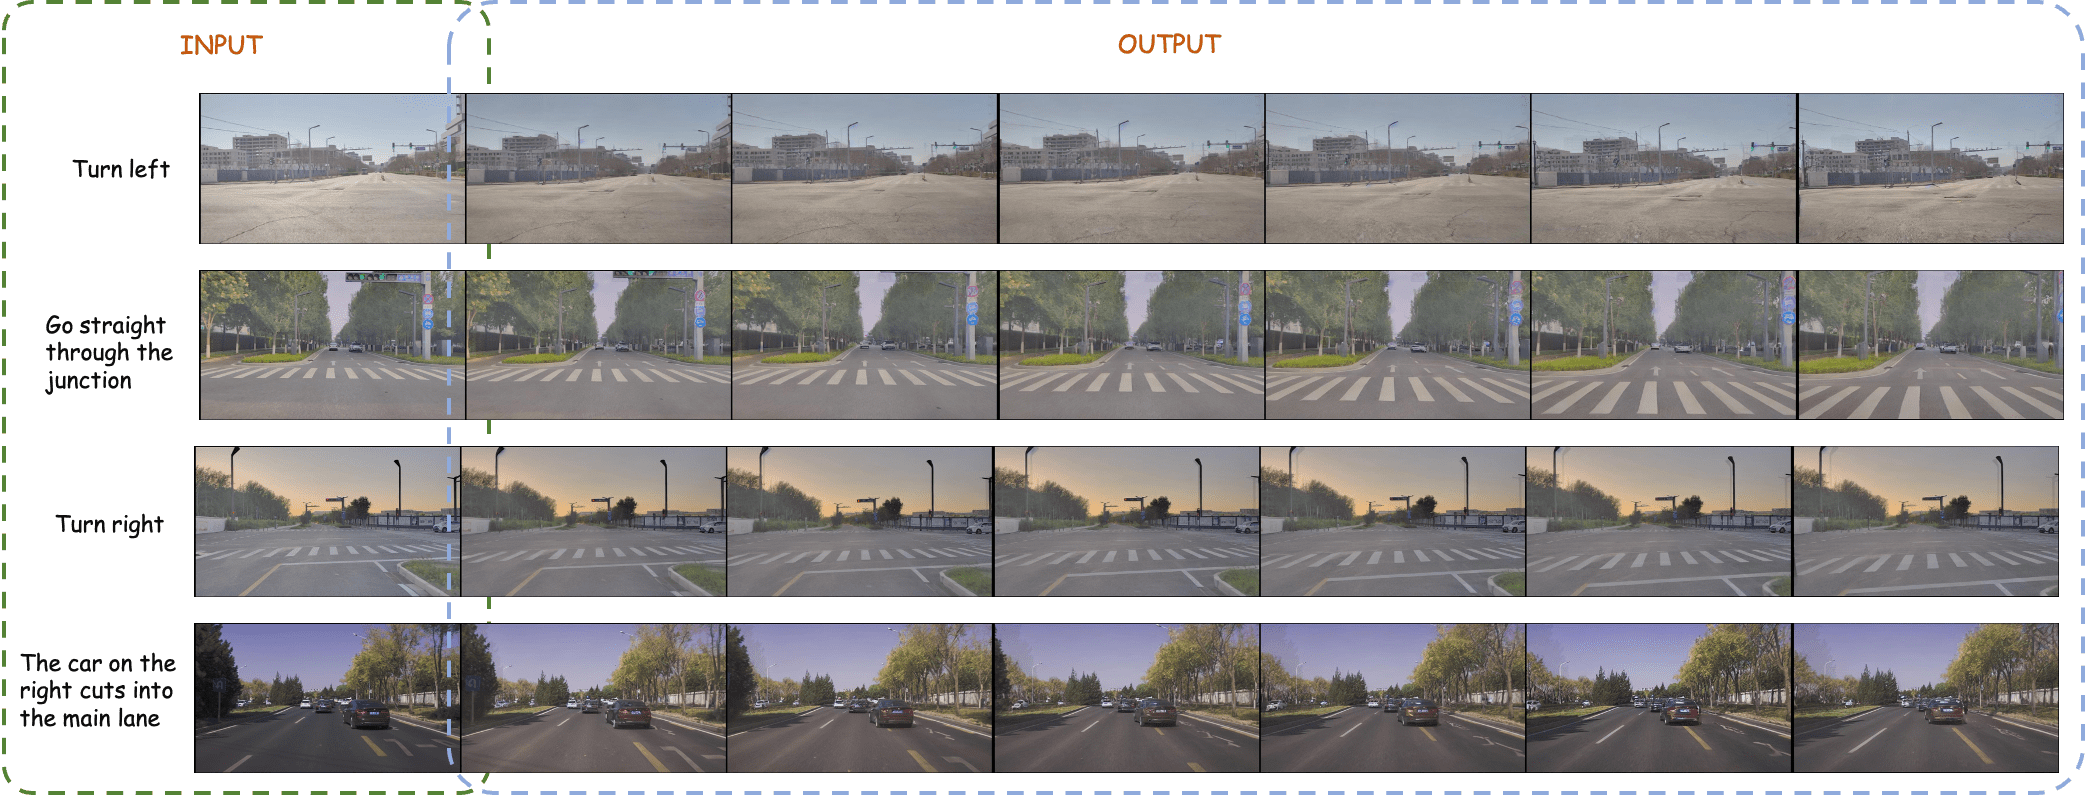 INPUT
OUTPUT
Turn left
Go straight
through the
junction
Turn right
The car on the
right cuts into
the main lane